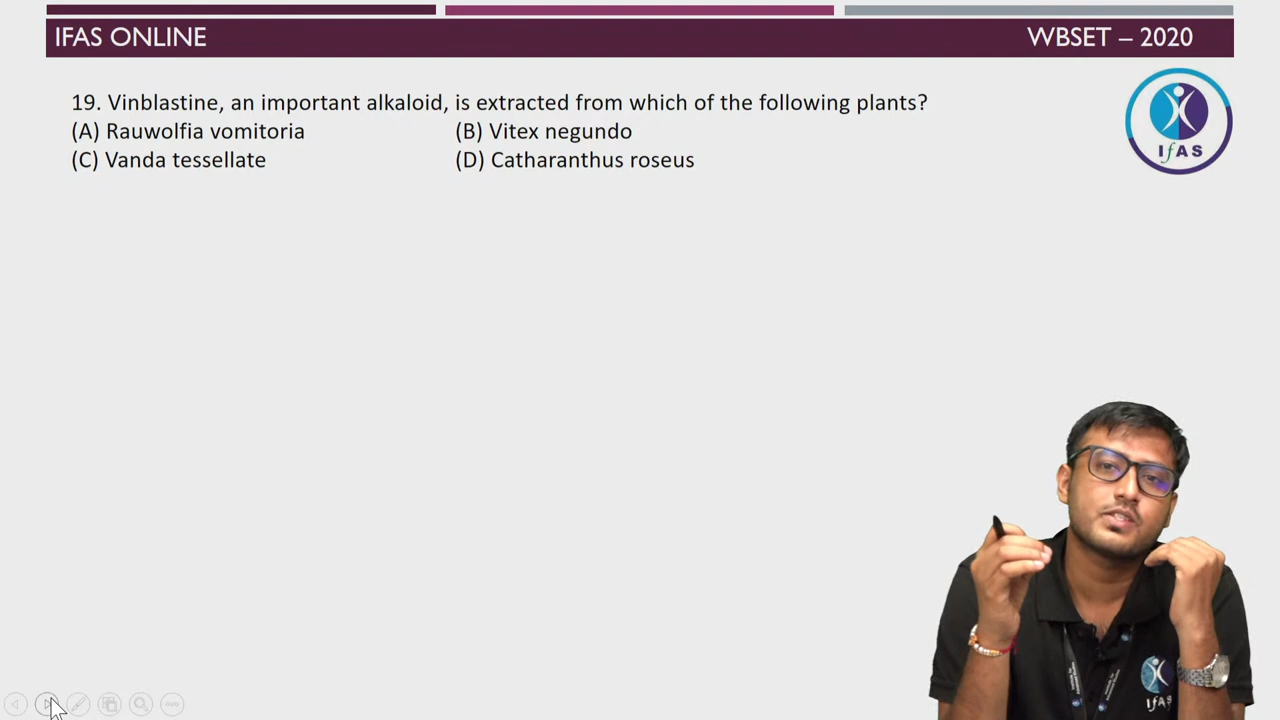 IFAS ONLINE
WBSET – 2020
19. Vinblastine, an important alkaloid, is extracted from which of the following plants?
(A) Rauwolfia vomitoria (B) Vitex negundo
(C) Vanda tessellate (D) Catharanthus roseus
IfAS
IfAS